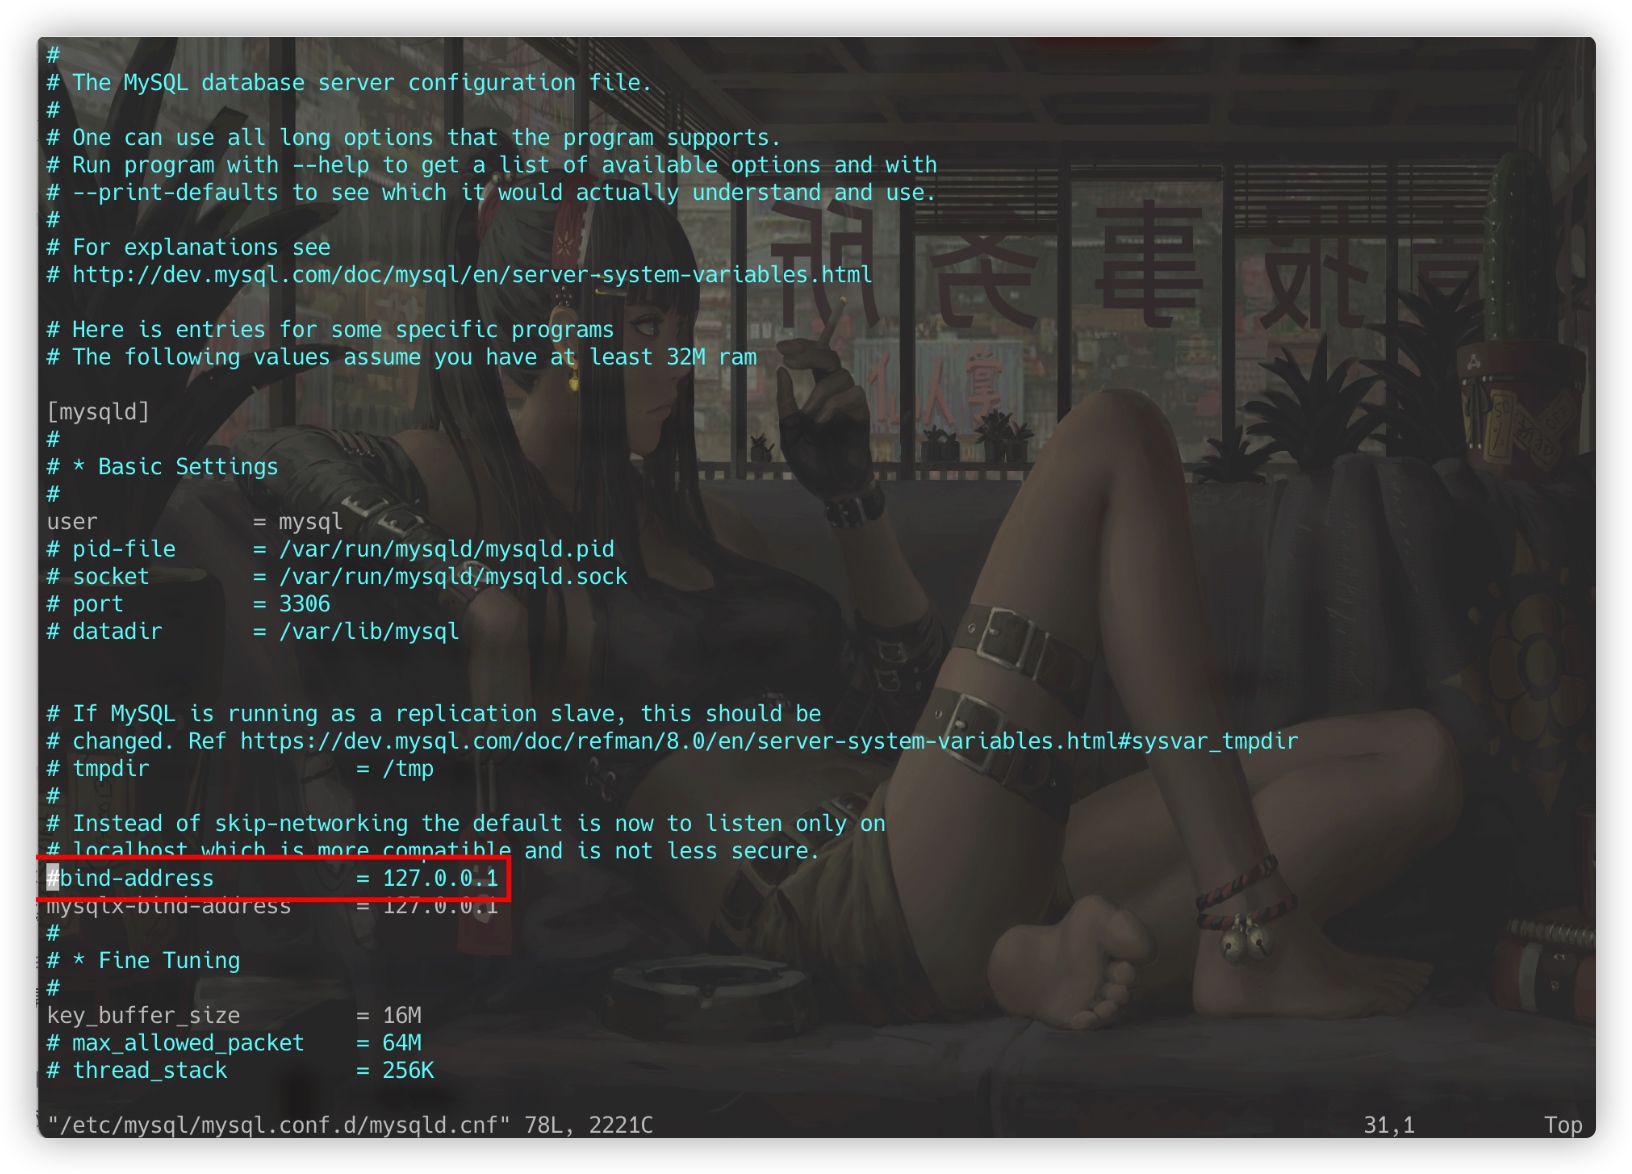 #
# The MySQL database server configuration file.
#
# One can use all long options that the program supports.
# Run program with --help to get a list of available options and with
# --print-defaults to see which it would actually understand and use.
#
# For explanations see
# http://dev.mysql.com/doc/mysql/en/server-system-variables.html
# Here is entries for some specific programs
# The following values assume you have at least 32M ram
[mysqld]
#
# * Basic Settings
#
user            = mysql
# pid-file      = /var/run/mysqld/mysqld.pid
# socket        = /var/run/mysqld/mysqld.sock
# port          = 3306
# datadir       = /var/lib/mysql
# If MySQL is running as a replication slave, this should be
# changed. Ref https://dev.mysql.com/doc/refman/8.0/en/server-system-variables.html#sysvar_tmpdir
# tmpdir                = /tmp
#
# Instead of skip-networking the default is now to listen only on
# localhost which is more compatible and is not less secure.
#bind-address           = 127.0.0.1
mysqlx-bind-address     = 127.0.0.1
#
# * Fine Tuning
#
key_buffer_size         = 16M
# max_allowed_packet    = 64M
# thread_stack          = 256K
"/etc/mysql/mysql.conf.d/mysqld.cnf" 78L, 2221C 31,1 Top
所 务 事 报
仙人掌